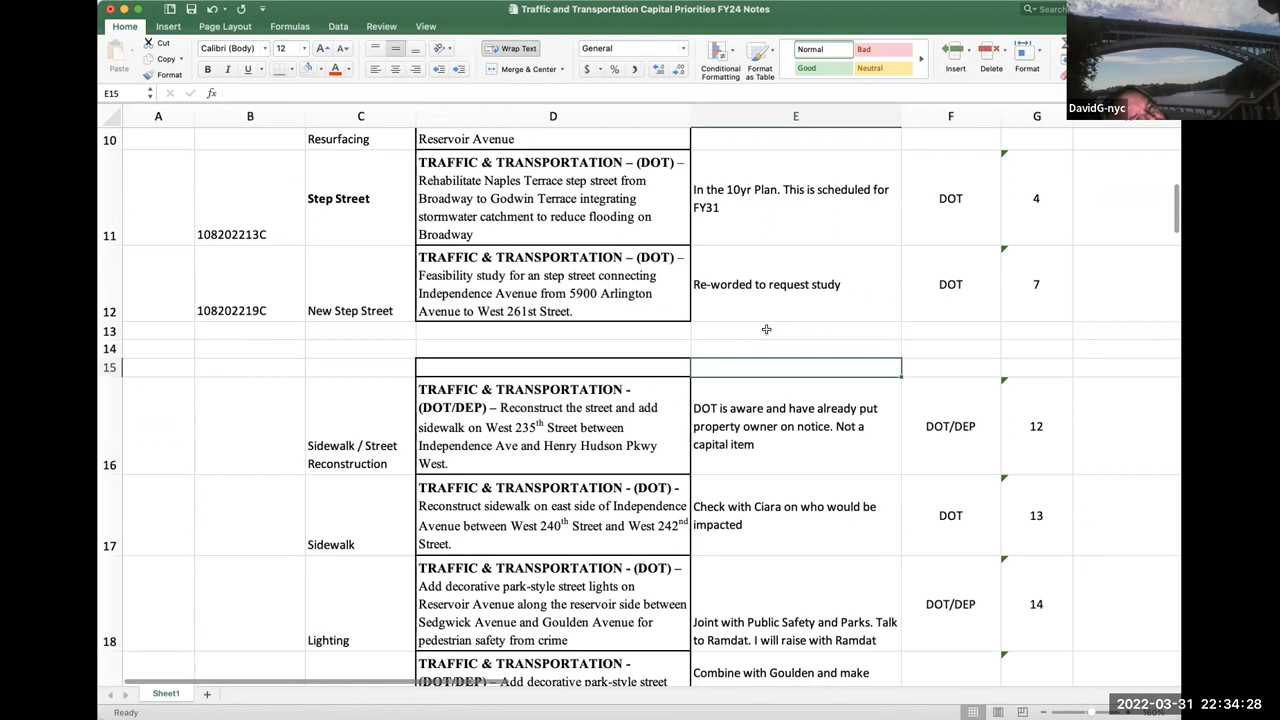 Traffic and Transportation Capital Priorities FY24 Notes
Search
Home Insert Page Layout Formulas Data Review View
DavidG-nyc
Paste
Cut
Copy
Format
Calibri (Body) 12
B I U
Wrap Text
Merge & Center
General
$ % ,
Conditional
Formatting
Format
as Table
Normal Bad
Good Neutral
Insert Delete Format
E15 fx
A B C D E F G
10 Resurfacing Reservoir Avenue
11 108202213C Step Street
TRAFFIC & TRANSPORTATION – (DOT) –
Rehabilitate Naples Terrace step street from
Broadway to Godwin Terrace integrating
stormwater catchment to reduce flooding on
Broadway
In the 10yr Plan. This is scheduled for
FY31
DOT 4
12 108202219C New Step Street
TRAFFIC & TRANSPORTATION – (DOT) –
Feasibility study for an step street connecting
Independence Avenue from 5900 Arlington
Avenue to West 261st Street.
Re-worded to request study
DOT 7
13
14
15
16
Sidewalk / Street
Reconstruction
TRAFFIC & TRANSPORTATION -
(DOT/DEP) – Reconstruct the street and add
sidewalk on West 235th Street between
Independence Ave and Henry Hudson Pkwy
West.
DOT is aware and have already put
property owner on notice. Not a
capital item
DOT/DEP 12
17 Sidewalk
TRAFFIC & TRANSPORTATION - (DOT) -
Reconstruct sidewalk on east side of Independence
Avenue between West 240th Street and West 242nd
Street.
Check with Ciara on who would be
impacted
DOT 13
18 Lighting
TRAFFIC & TRANSPORTATION – (DOT) –
Add decorative park-style street lights on
Reservoir Avenue along the reservoir side between
Sedgwick Avenue and Goulden Avenue for
pedestrian safety from crime
Joint with Public Safety and Parks. Talk
to Ramdat. I will raise with Ramdat
DOT/DEP 14
TRAFFIC & TRANSPORTATION -
(DOT/DEP) – Add decorative park-style street
Combine with Goulden and make
Sheet1
Ready
2022-03-31 22:34:28